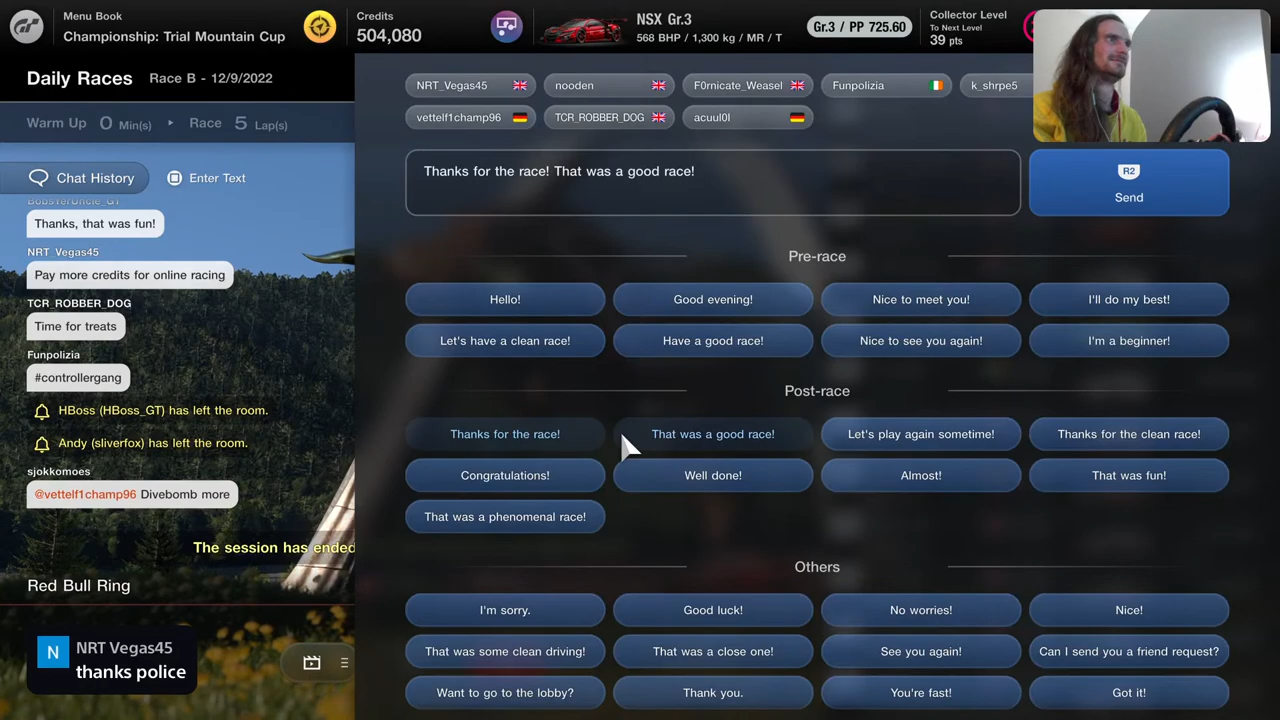 Menu Book
Championship: Trial Mountain Cup
Credits
504,080
NSX Gr.3
568 BHP / 1,300 kg / MR / T
Gr.3 / PP 725.60
Collector Level
To Next Level
39 pts
Daily Races Race B - 12/9/2022
Warm Up 0 Min(s) Race 5 Lap(s)
Chat History
Enter Text
BobsterUncle_GT
Thanks, that was fun!
NRT_Vegas45
Pay more credits for online racing
TCR_ROBBER_DOG
Time for treats
Funpolizia
#controllergang
HBoss (HBoss_GT) has left the room.
Andy (sliverfox) has left the room.
sjokkomoes
@vettelf1champ96 Divebomb more
The session has ended
Red Bull Ring
N
NRT Vegas45
thanks police
NRT_Vegas45 nooden F0rnicate_Weasel Funpolizia k_shrpe5
vettelf1champ96 TCR_ROBBER_DOG acuul0l
Thanks for the race! That was a good race!
R2
Send
Pre-race
Hello! Good evening! Nice to meet you! I'll do my best!
Let's have a clean race! Have a good race! Nice to see you again! I'm a beginner!
Post-race
Thanks for the race! That was a good race! Let's play again sometime! Thanks for the clean race!
Congratulations! Well done! Almost! That was fun!
That was a phenomenal race!
Others
I'm sorry. Good luck! No worries! Nice!
That was some clean driving! That was a close one! See you again! Can I send you a friend request?
Want to go to the lobby? Thank you. You're fast! Got it!